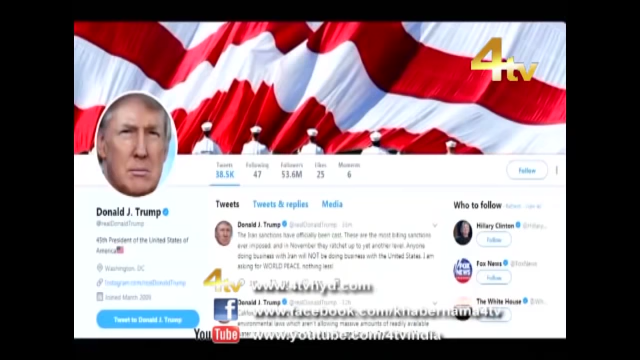 4tv
Tweets Following Followers Likes Moments
38.5K 47 53.6M 25 6
Follow
Donald J. Trump
@realDonaldTrump
45th President of the United States of
America
Washington, DC
Instagram.com/realDonaldTrump
Joined March 2009
Tweet to Donald J. Trump
Tweets Tweets & replies Media
Donald J. Trump @realDonaldTrump
The Iran sanctions have officially been cast. These are the most biting sanctions
ever imposed, and in November they ratchet up to yet another level. Anyone
doing business with Iran will NOT be doing business with the United States. I am
asking for WORLD PEACE, nothing less!
Donald J. Trump @realDonaldTrump
environmental laws which aren't allowing massive amounts of readily available
Who to follow
Hillary Clinton
Follow
Fox News @FoxNews
Follow
The White House
Follow
4tv www.4tvhyd.com
www.facebook.com/khabernama4tv
YouTube www.youtube.com/4tvindia